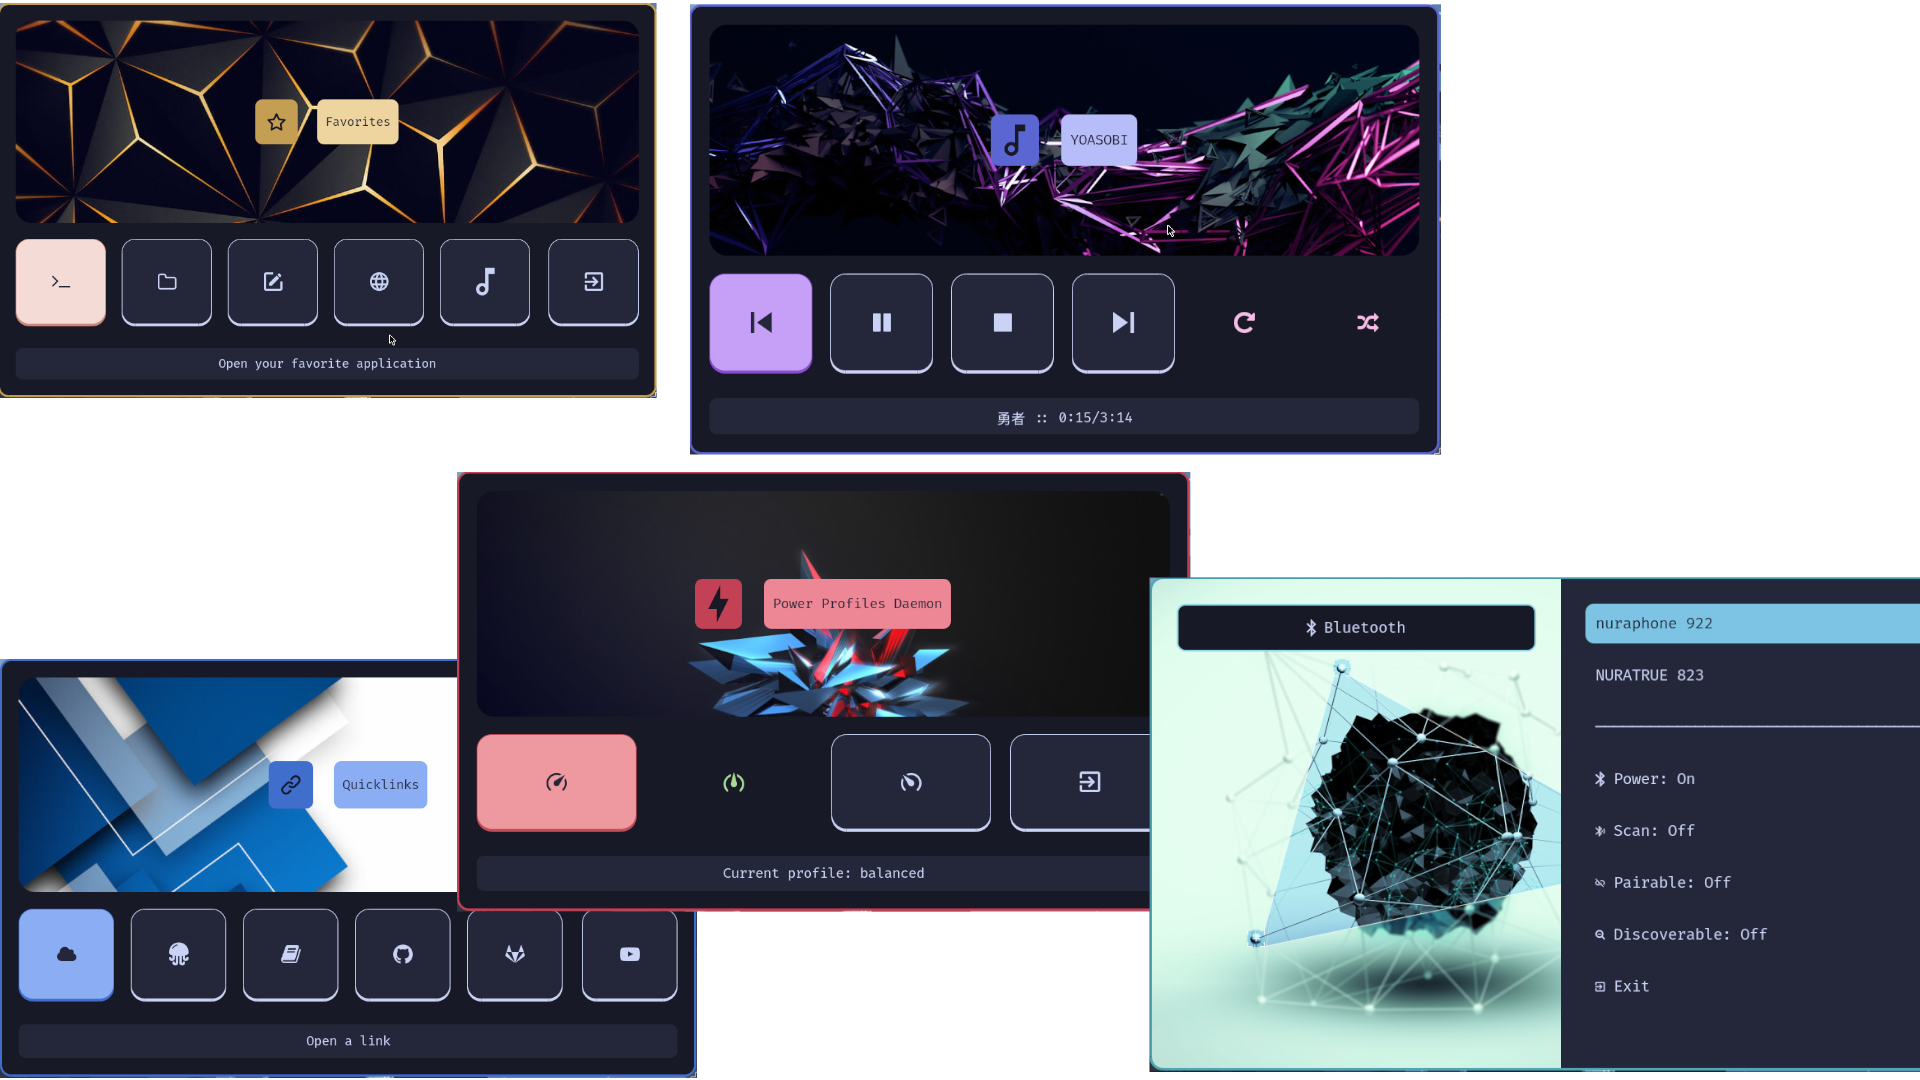 Favorites
Open your favorite application
YOASOBI
勇者 :: 0:15/3:14
Power Profiles Daemon
Current profile: balanced
Quicklinks
Open a link
Bluetooth
nuraphone 922
NURATRUE 823
Power: On
Scan: Off
Pairable: Off
Discoverable: Off
Exit